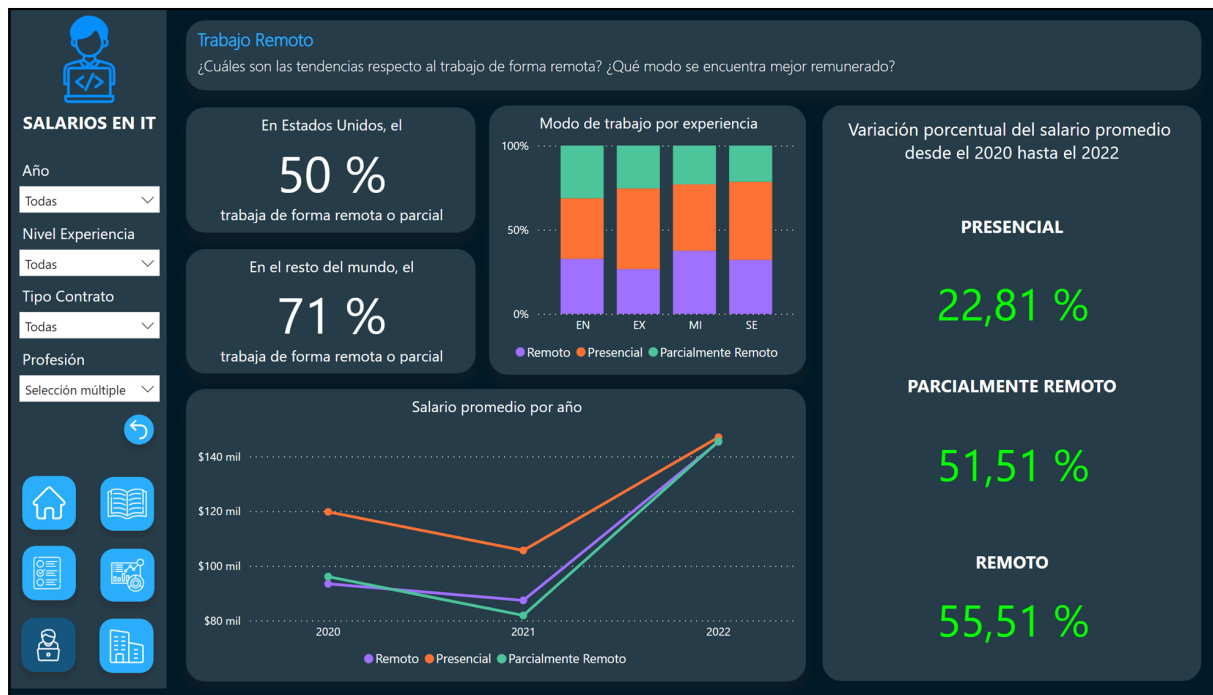 SALARIOS EN IT
Año
Todas
Nivel Experiencia
Todas
Tipo Contrato
Todas
Profesión
Selección múltiple
Trabajo Remoto
¿Cuáles son las tendencias respecto al trabajo de forma remota? ¿Qué modo se encuentra mejor remunerado?
En Estados Unidos, el
50 %
trabaja de forma remota o parcial
En el resto del mundo, el
71 %
trabaja de forma remota o parcial
Modo de trabajo por experiencia
100%
50%
0%
EN EX MI SE
Remoto Presencial Parcialmente Remoto
Salario promedio por año
$140 mil
$120 mil
$100 mil
$80 mil
2020 2021 2022
Remoto Presencial Parcialmente Remoto
Variación porcentual del salario promedio
desde el 2020 hasta el 2022
PRESENCIAL
22,81 %
PARCIALMENTE REMOTO
51,51 %
REMOTO
55,51 %